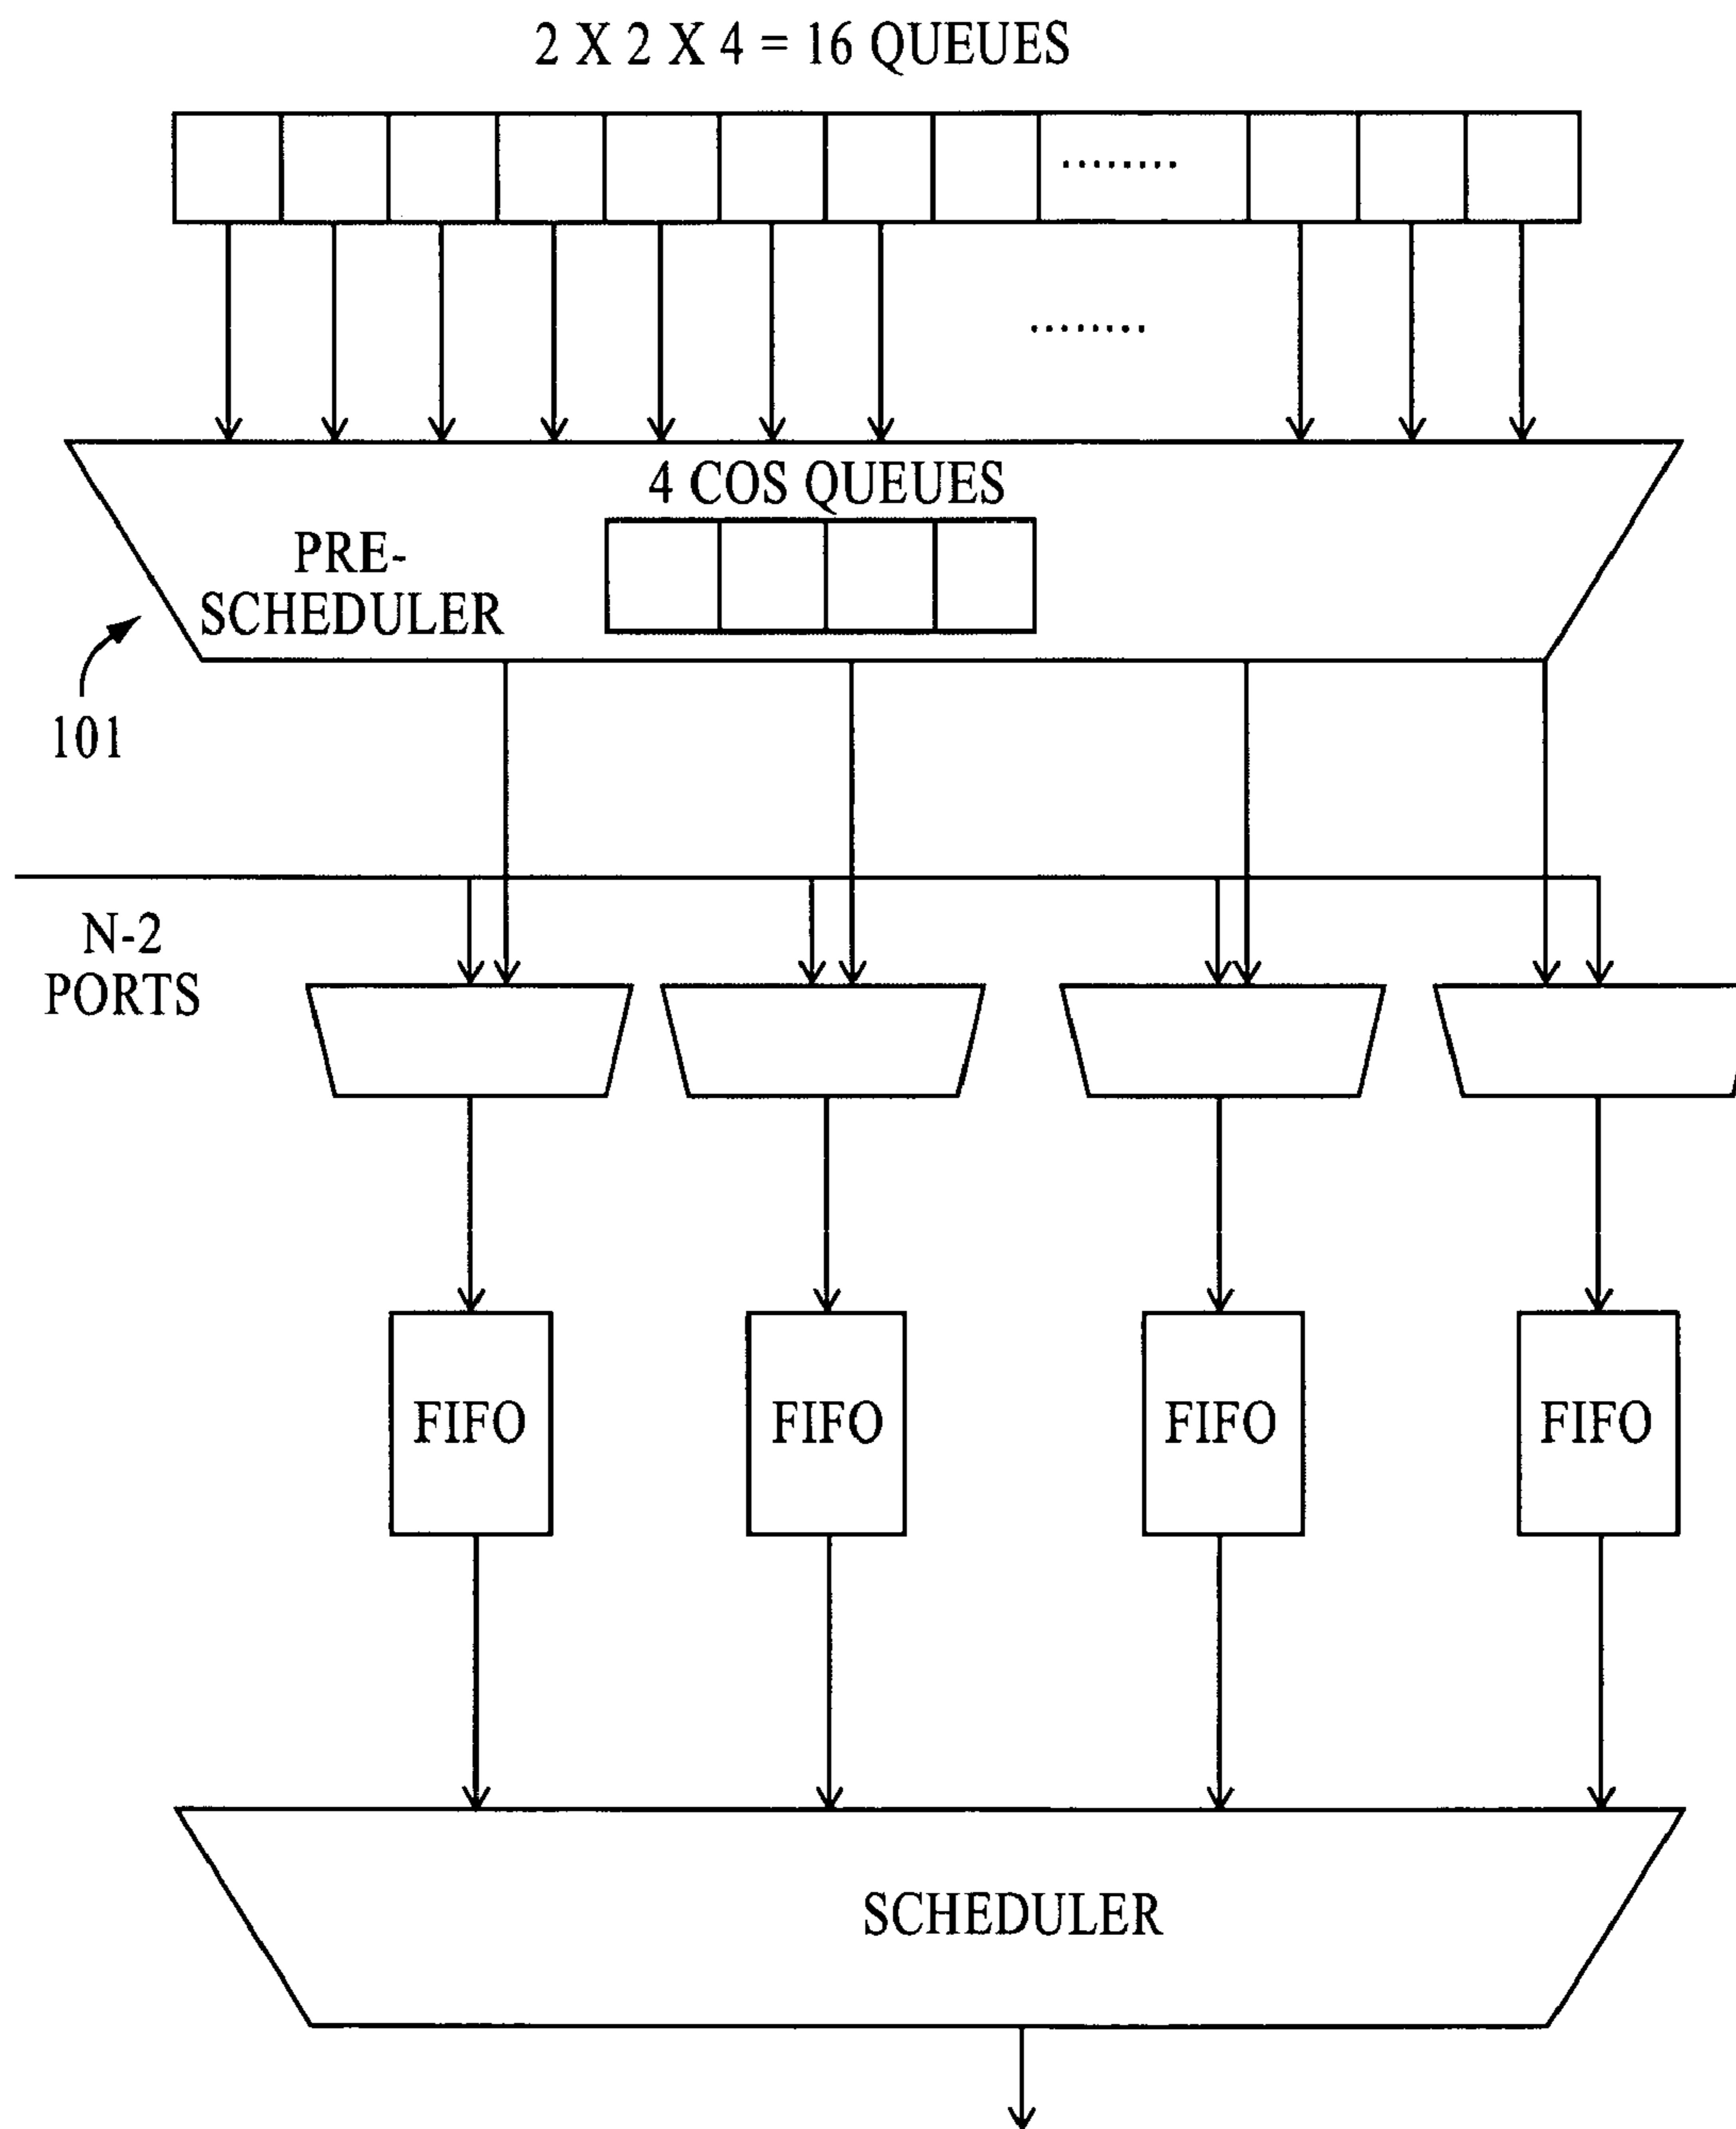 2 X 2 X 4 = 16 QUEUES
4 COS QUEUES
PRE-
SCHEDULER
101
N-2
PORTS
FIFO
FIFO
FIFO
FIFO
SCHEDULER